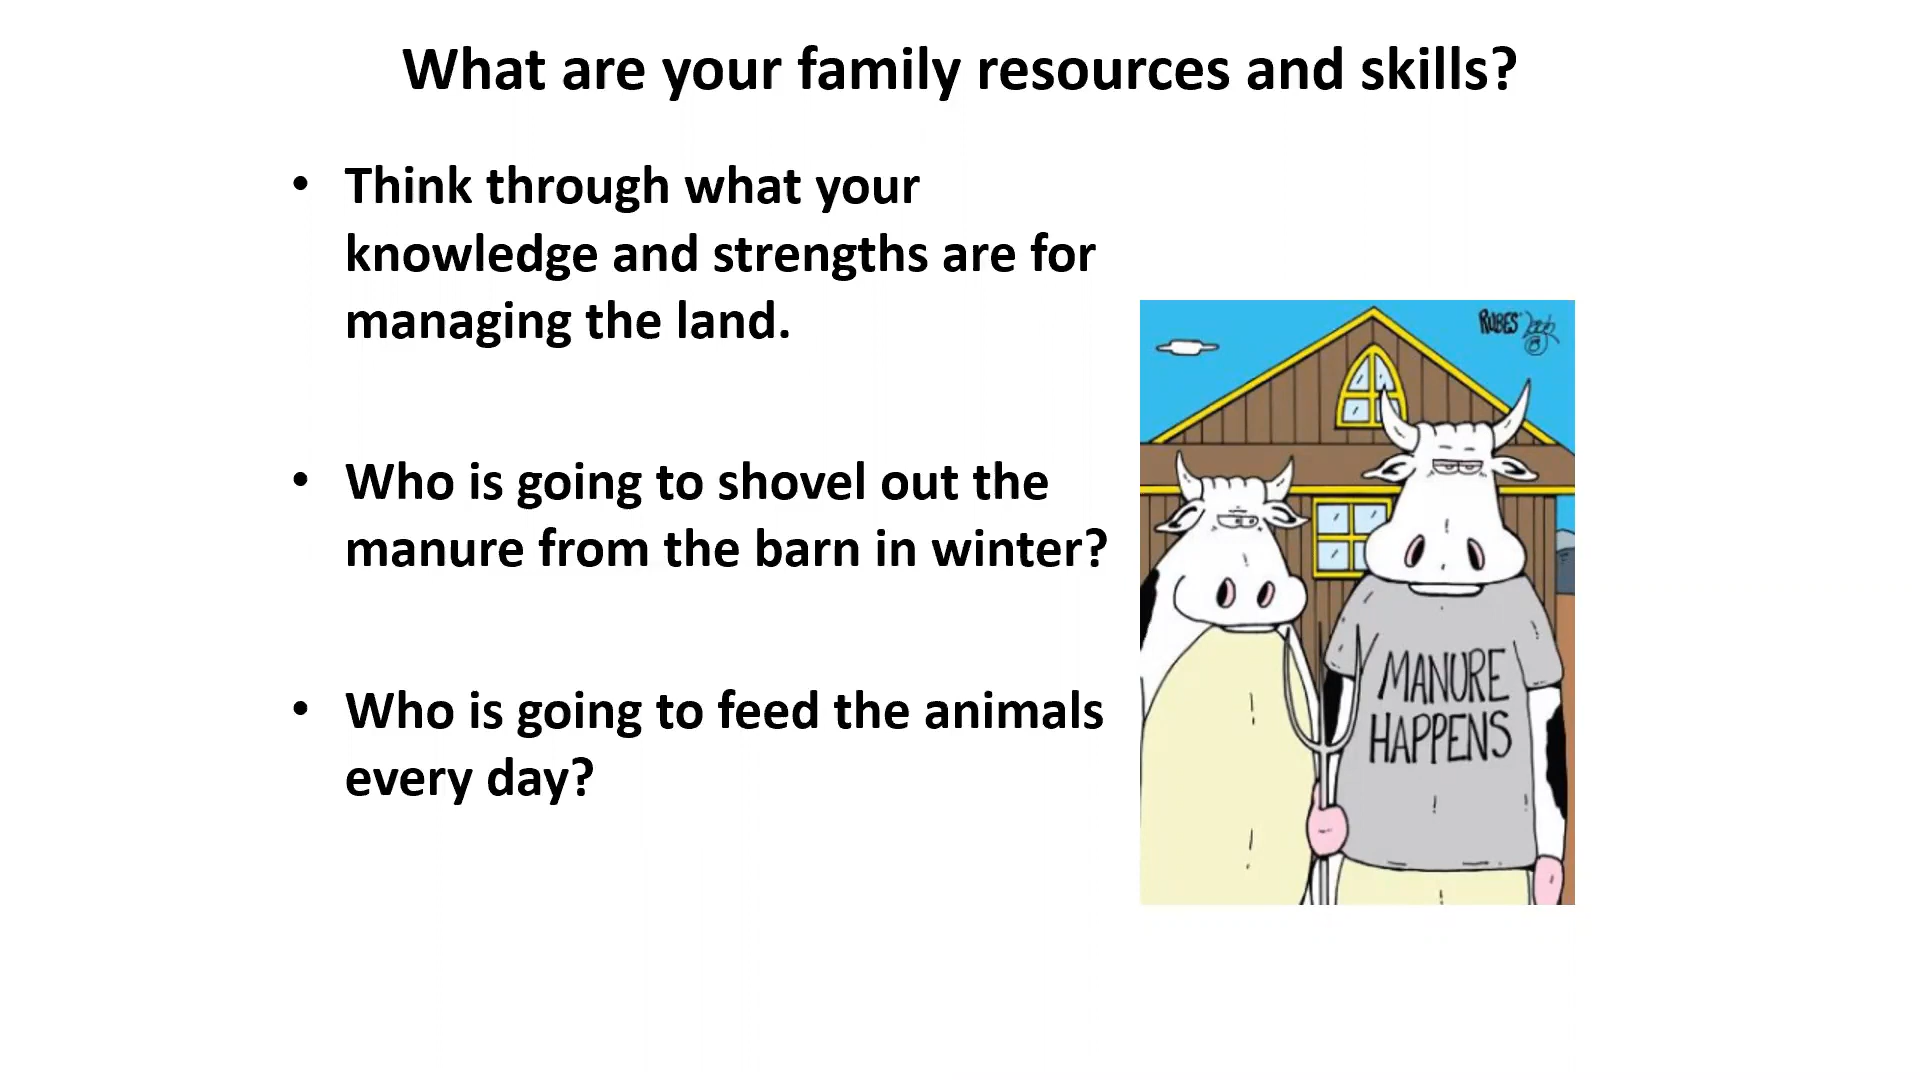 What are your family resources and skills?
• Think through what your
knowledge and strengths are for
managing the land.
• Who is going to shovel out the
manure from the barn in winter?
• Who is going to feed the animals
every day?
RUBES
MANURE
HAPPENS